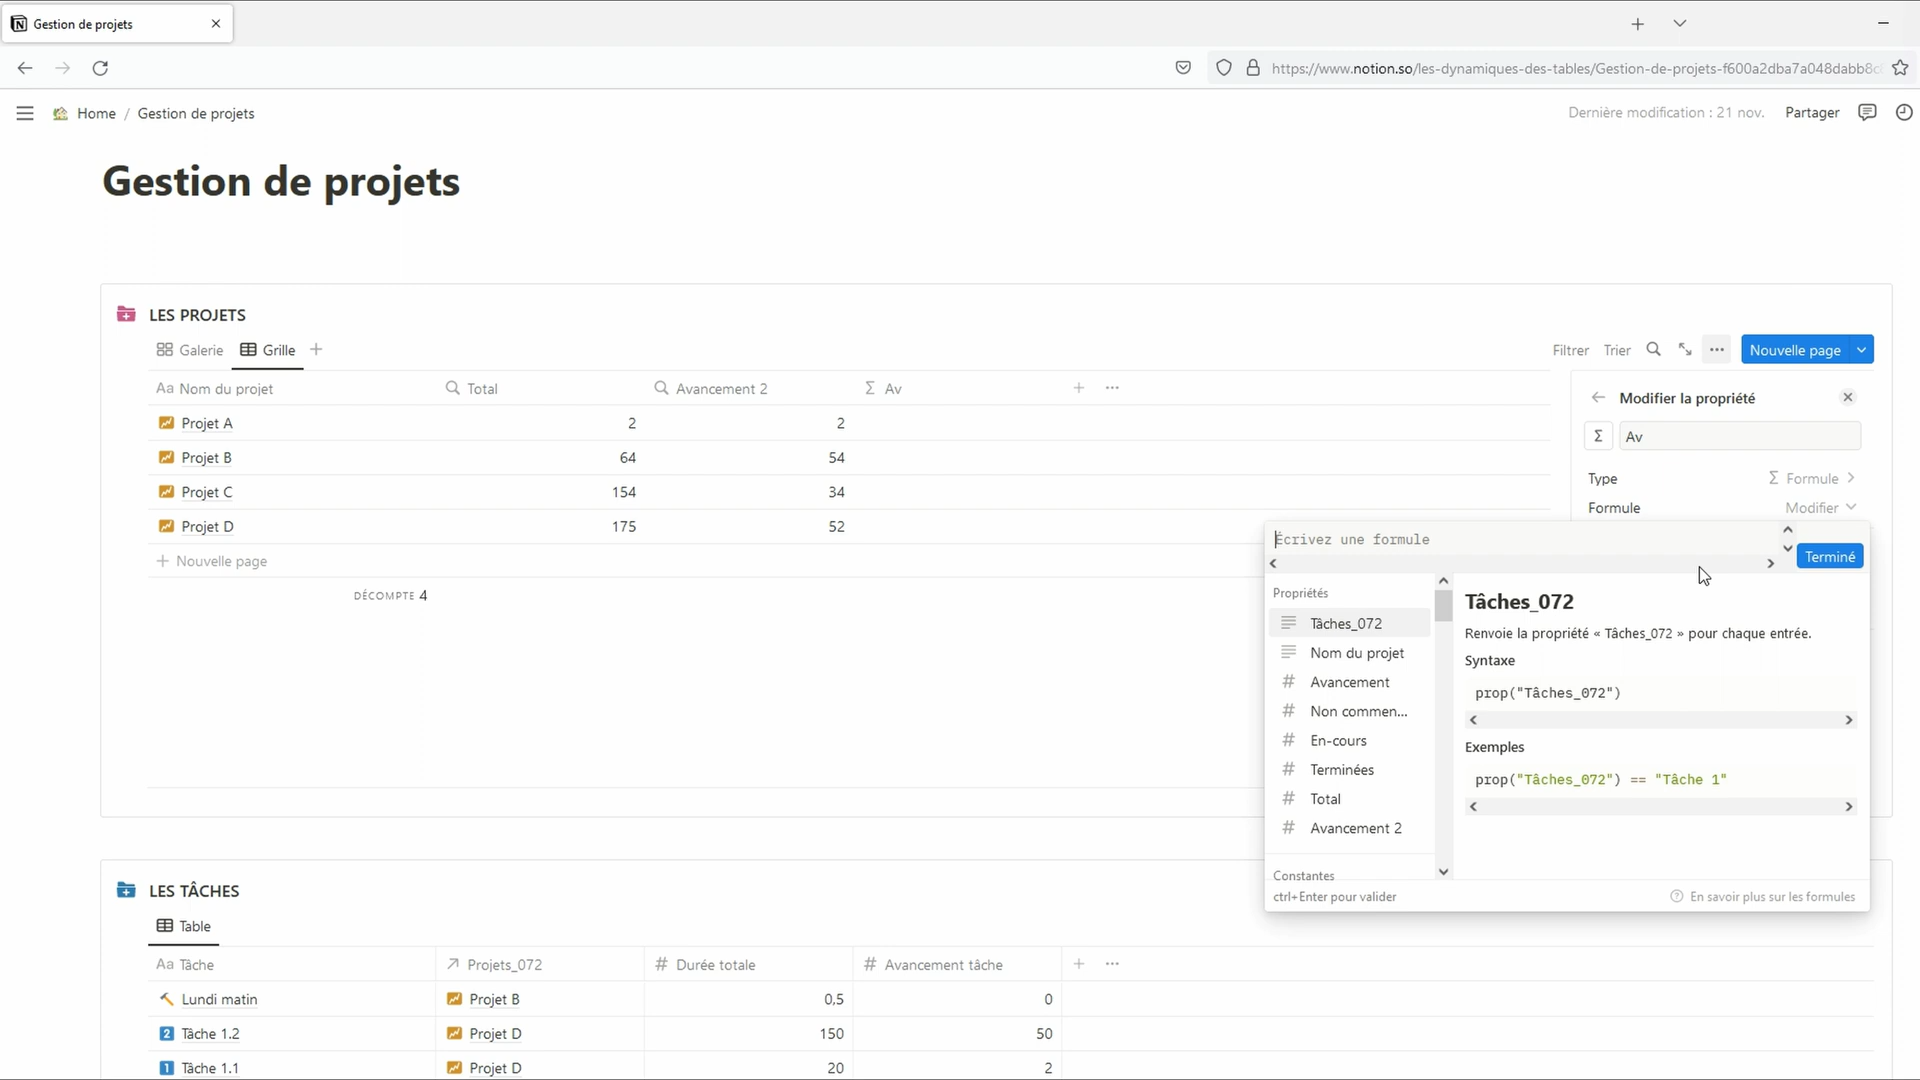 Gestion de projets
https://www.notion.so/les-dynamiques-des-tables/Gestion-de-projets-f600a2dba7a048dabb8c
Home / Gestion de projets
Dernière modification : 21 nov.
Partager
Gestion de projets
LES PROJETS
Galerie
Grille
Filtrer
Trier
Nouvelle page
Aa Nom du projet
Total
Avancement 2
Σ Av
Projet A
2
2
Projet B
64
54
Projet C
154
34
Projet D
175
52
Nouvelle page
DÉCOMPTE 4
Modifier la propriété
Σ
Av
Type
Σ Formule
Formule
Modifier
Écrivez une formule
Terminé
Propriétés
Tâches_072
Nom du projet
# Avancement
# Non commen...
# En-cours
# Terminées
# Total
# Avancement 2
Constantes
Tâches_072
Renvoie la propriété « Tâches_072 » pour chaque entrée.
Syntaxe
prop("Tâches_072")
Exemples
prop("Tâches_072") == "Tâche 1"
ctrl+Enter pour valider
En savoir plus sur les formules
LES TÂCHES
Table
Aa Tâche
Projets_072
# Durée totale
# Avancement tâche
Lundi matin
Projet B
0,5
0
2 Tâche 1.2
Projet D
150
50
1 Tâche 1.1
Projet D
20
2